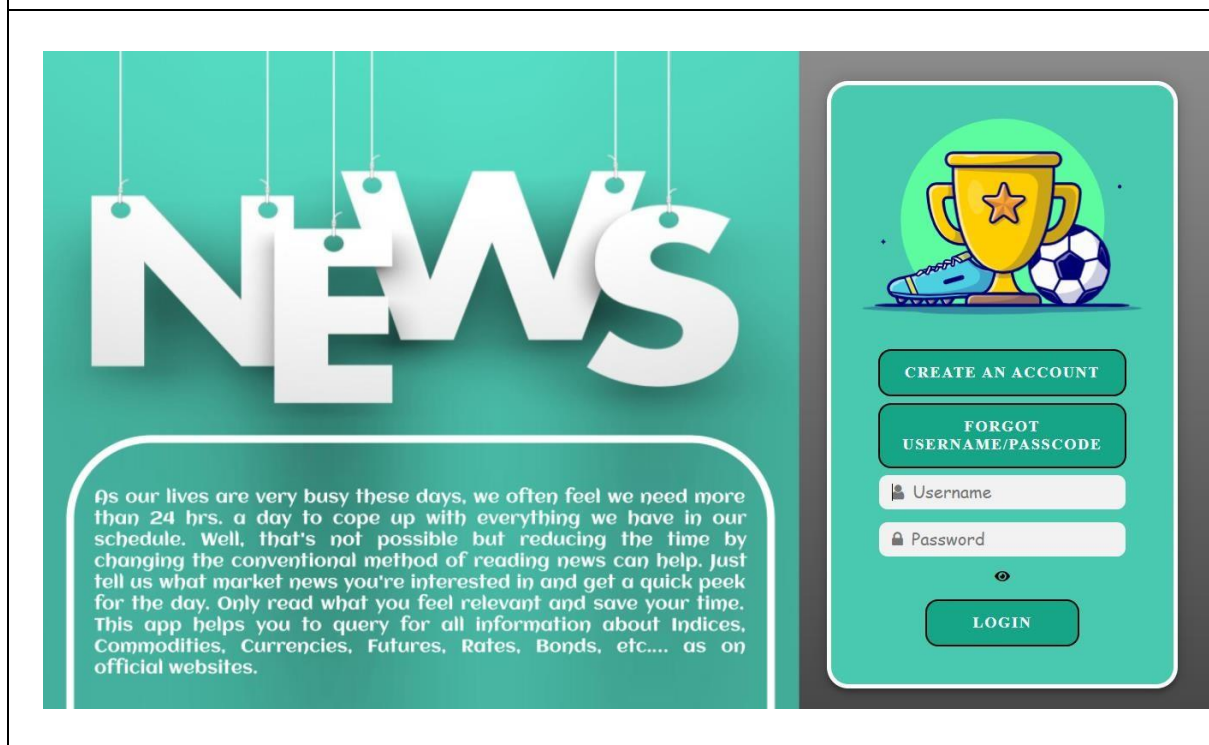 NEWS
As our lives are very busy these days, we often feel we need more
than 24 hrs. a day to cope up with everything we have in our
schedule. Well, that's not possible but reducing the time by
changing the conventional method of reading news can help. Just
tell us what market news you're interested in and get a quick peek
for the day. Only read what you feel relevant and save your time.
This app helps you to query for all information about Indices,
Commodities, Currencies, Futures, Rates, Bonds, etc.... as on
official websites.
CREATE AN ACCOUNT
FORGOT
USERNAME/PASSCODE
Username
Password
LOGIN